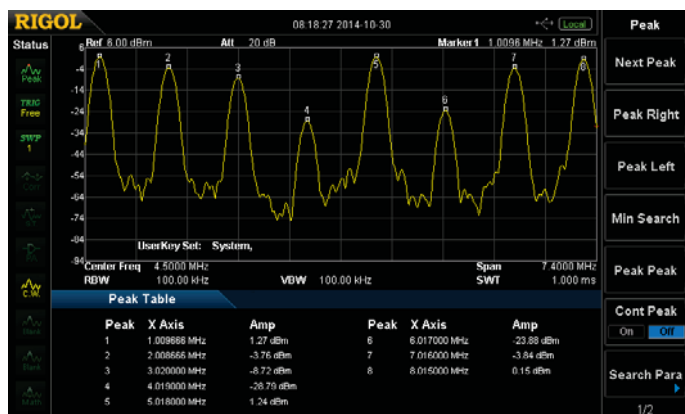 RIGOL
08:18:27 2014-10-30
Local
Peak
Status
Ref 6.00 dBm Att 20 dB Marker1 1.0096 MHz 1.27 dBm
Peak
TRIG
Free
SWP
1
Corr
PA
C.W.
Blank
Blank
Math
6
-4
-14
-24
-34
-44
-54
-64
-74
-84
-94
1
2
3
4
5
6
7
8
UserKey Set: System,
Center Freq 4.5000 MHz Span 7.4000 MHz
RBW 100.00 kHz VBW 100.00 kHz SWT 1.000 ms
Peak Table
Peak X Axis Amp Peak X Axis Amp
1 1.009666 MHz 1.27 dBm 6 6.017000 MHz -23.88 dBm
2 2.008666 MHz -3.76 dBm 7 7.016000 MHz -3.84 dBm
3 3.020000 MHz -8.72 dBm 8 8.015000 MHz 0.15 dBm
4 4.019000 MHz -28.79 dBm
5 5.018000 MHz 1.24 dBm
Next Peak
Peak Right
Peak Left
Min Search
Peak Peak
Cont Peak
On Off
Search Para
1/2